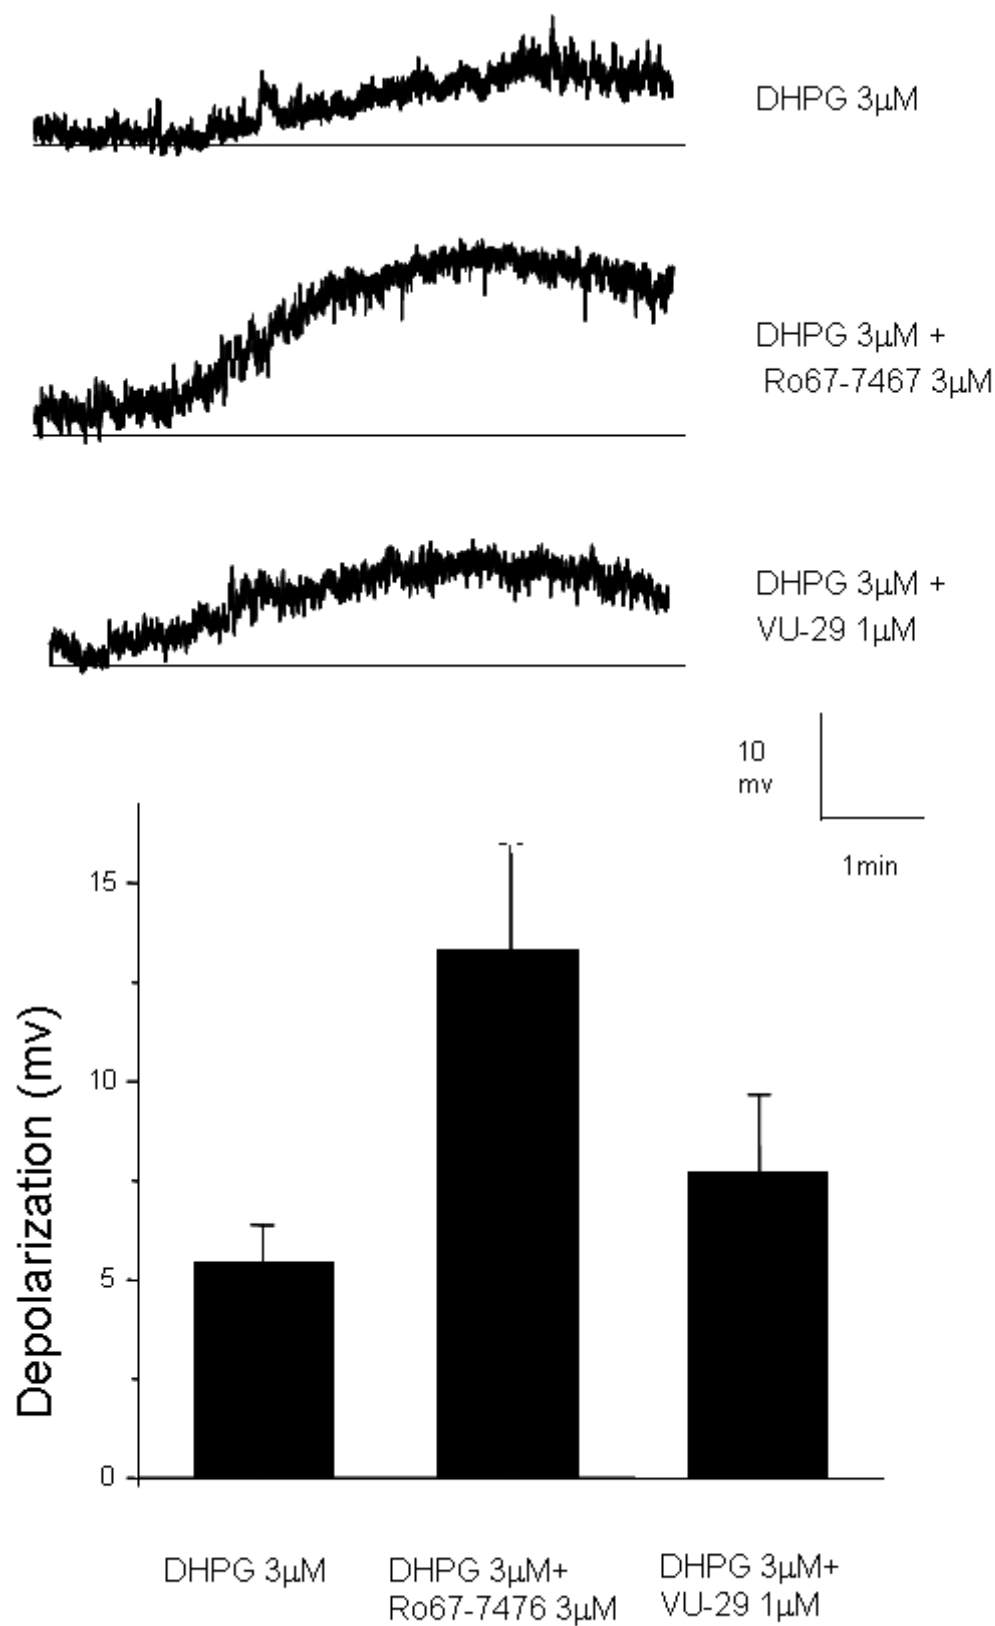 DHPG 3μM
DHPG 3μM +
Ro67-7467 3μM
DHPG 3μM +
VU-29 1μM
10
mv
1min
15
10
5
0
Depolarization (mv)
DHPG 3μM
DHPG 3μM+
Ro67-7476 3μM
DHPG 3μM+
VU-29 1μM